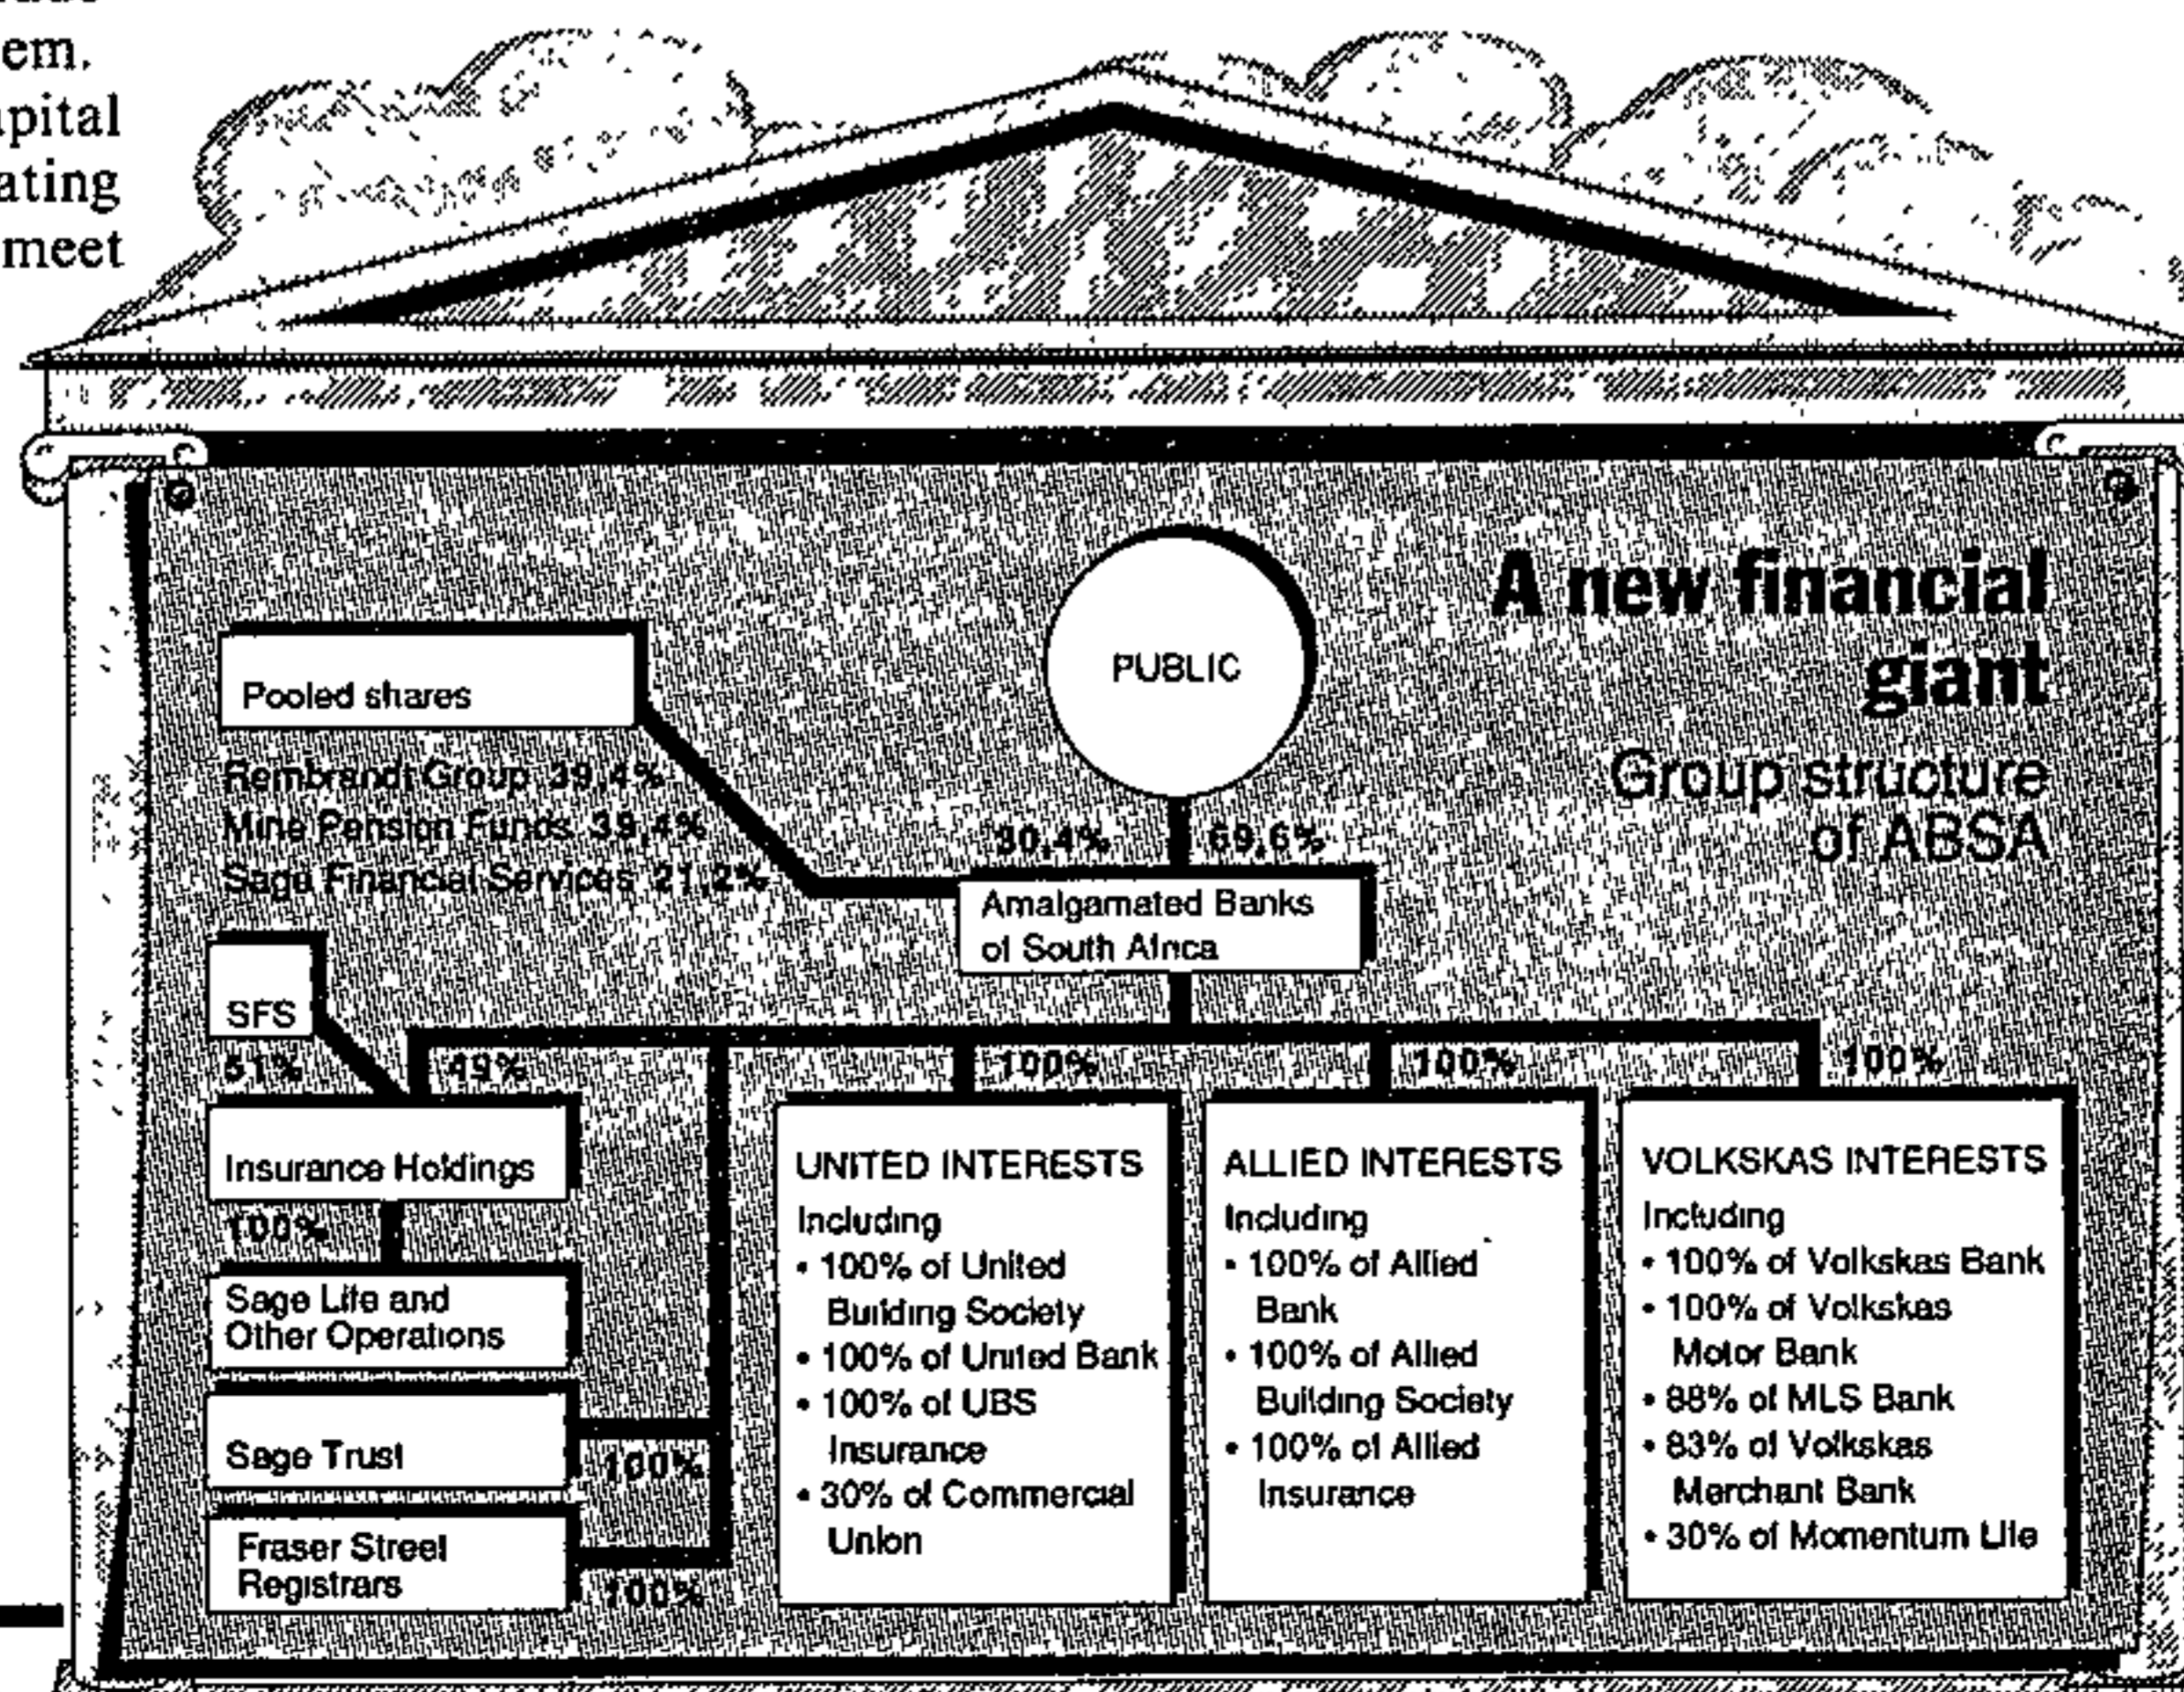 em.
apital
ating
meet
A new financial
giant
Group structure
of ABSA
PUBLIC
Pooled shares
Rembrandt Group 39,4%
Mine Pension Funds 39,4%
Sage Financial Services 21,2%
30,4%
69,6%
Amalgamated Banks
of South Africa
SFS
51%
49%
100%
100%
100%
Insurance Holdings
100%
Sage Life and
Other Operations
Sage Trust
100%
Fraser Street
Registrars
100%
UNITED INTERESTS
Including
• 100% of United
Building Society
• 100% of United Bank
• 100% of UBS
Insurance
• 30% of Commercial
Union
ALLIED INTERESTS
Including
• 100% of Allied
Bank
• 100% of Allied
Building Society
• 100% of Allied
Insurance
VOLKSKAS INTERESTS
Including
• 100% of Volkskas Bank
• 100% of Volkskas
Motor Bank
• 88% of MLS Bank
• 83% of Volkskas
Merchant Bank
• 30% of Momentum Life